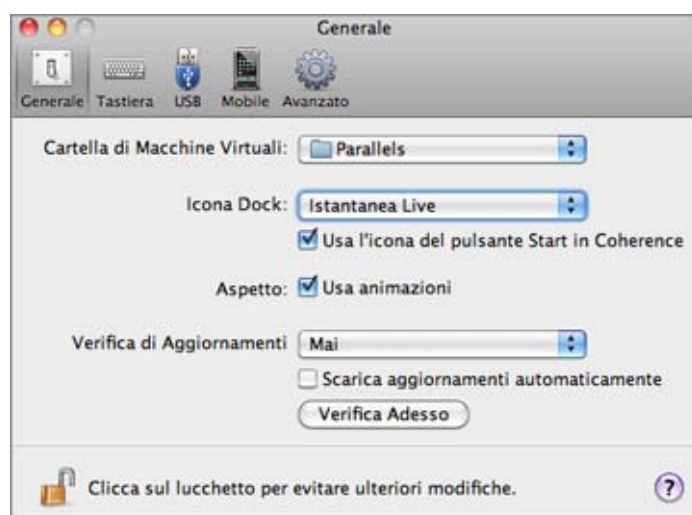 Generale
Generale Tastiera USB Mobile Avanzato
Cartella di Macchine Virtuali: Parallels
Icona Dock: Istantanea Live
Usa l'icona del pulsante Start in Coherence
Aspetto: Usa animazioni
Verifica di Aggiornamenti Mai
Scarica aggiornamenti automaticamente
Verifica Adesso
Clicca sul lucchetto per evitare ulteriori modifiche. ?